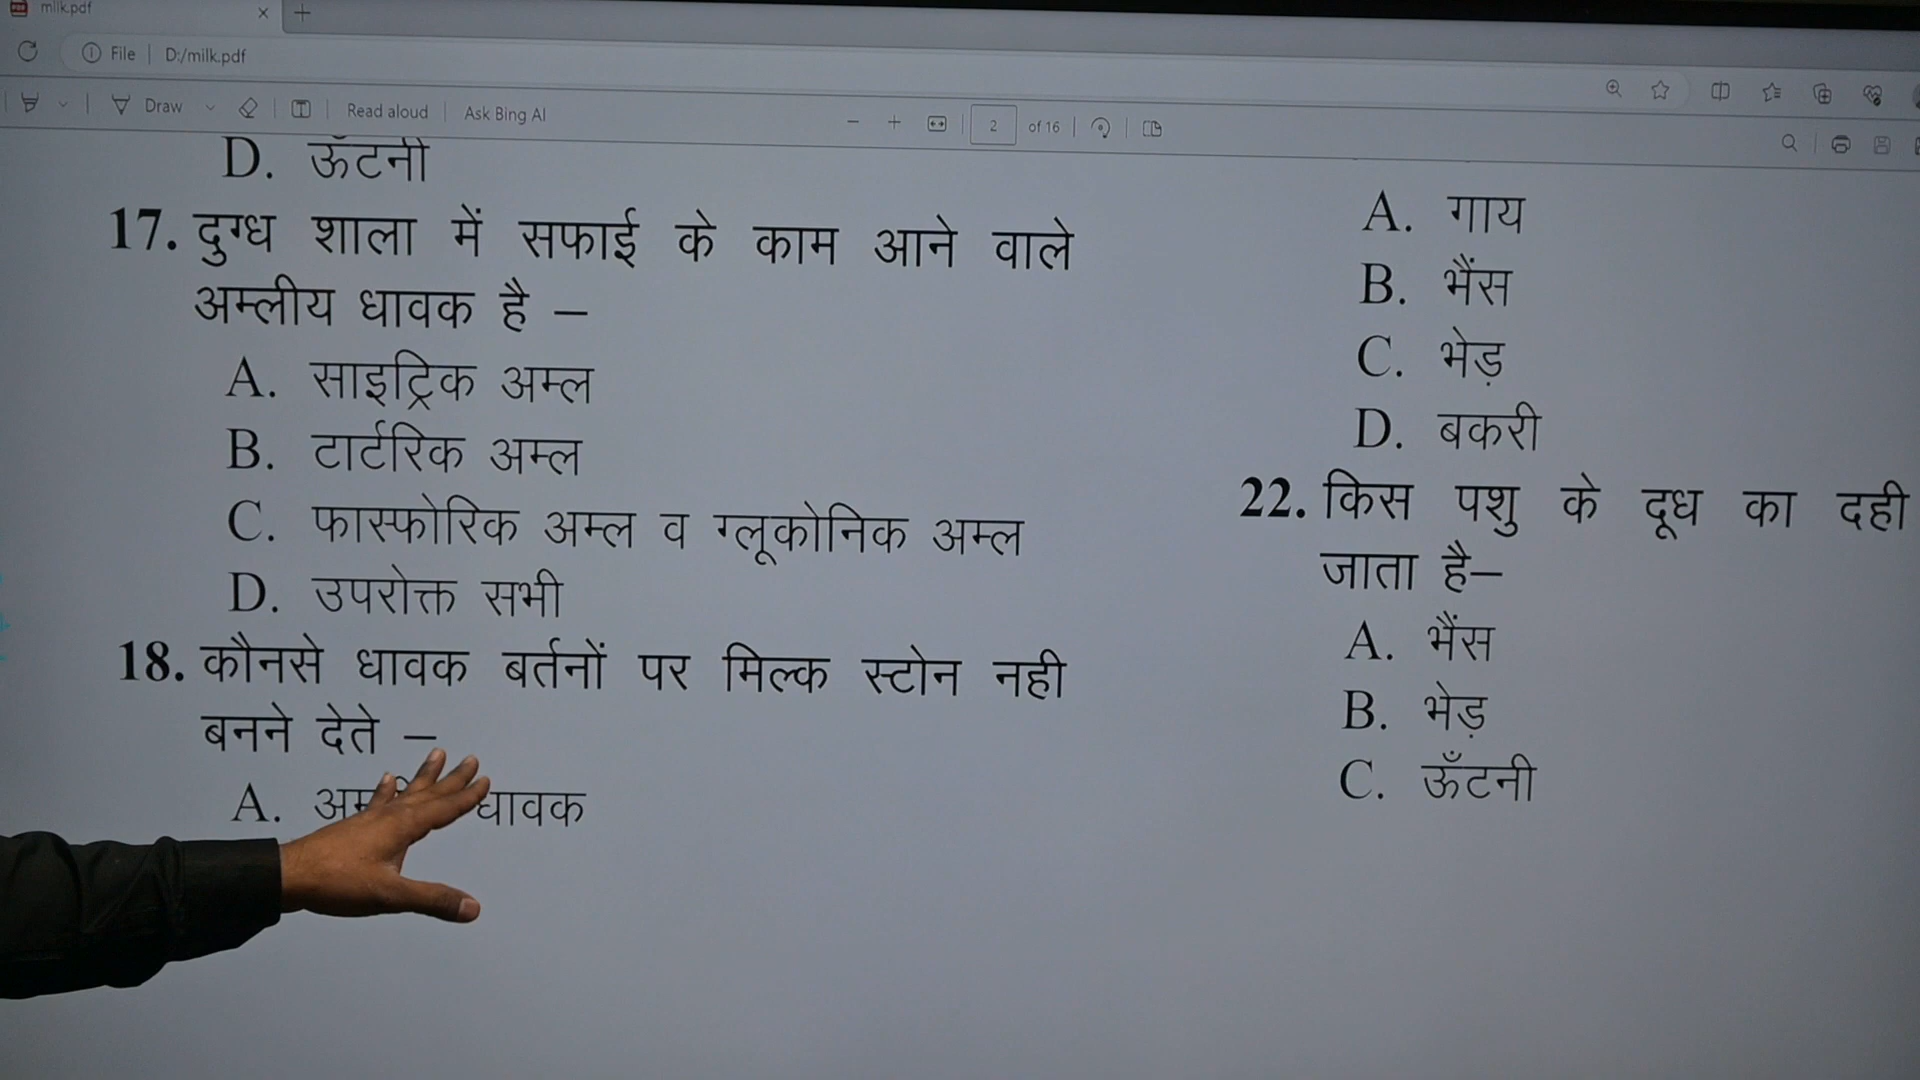 milk.pdf
File D:/milk.pdf
Draw Read aloud Ask Bing AI 2 of 16
D. ऊँटनी
17. दुग्ध शाला में सफाई के काम आने वाले
अम्लीय धावक है –
A. साइट्रिक अम्ल
B. टार्टरिक अम्ल
C. फास्फोरिक अम्ल व ग्लूकोनिक अम्ल
D. उपरोक्त सभी
18. कौनसे धावक बर्तनों पर मिल्क स्टोन नही
बनने देते –
A. धावक
A. गाय
B. भैंस
C. भेड़
D. बकरी
22. किस पशु के दूध का दही
जाता है–
A. भैंस
B. भेड़
C. ऊँटनी